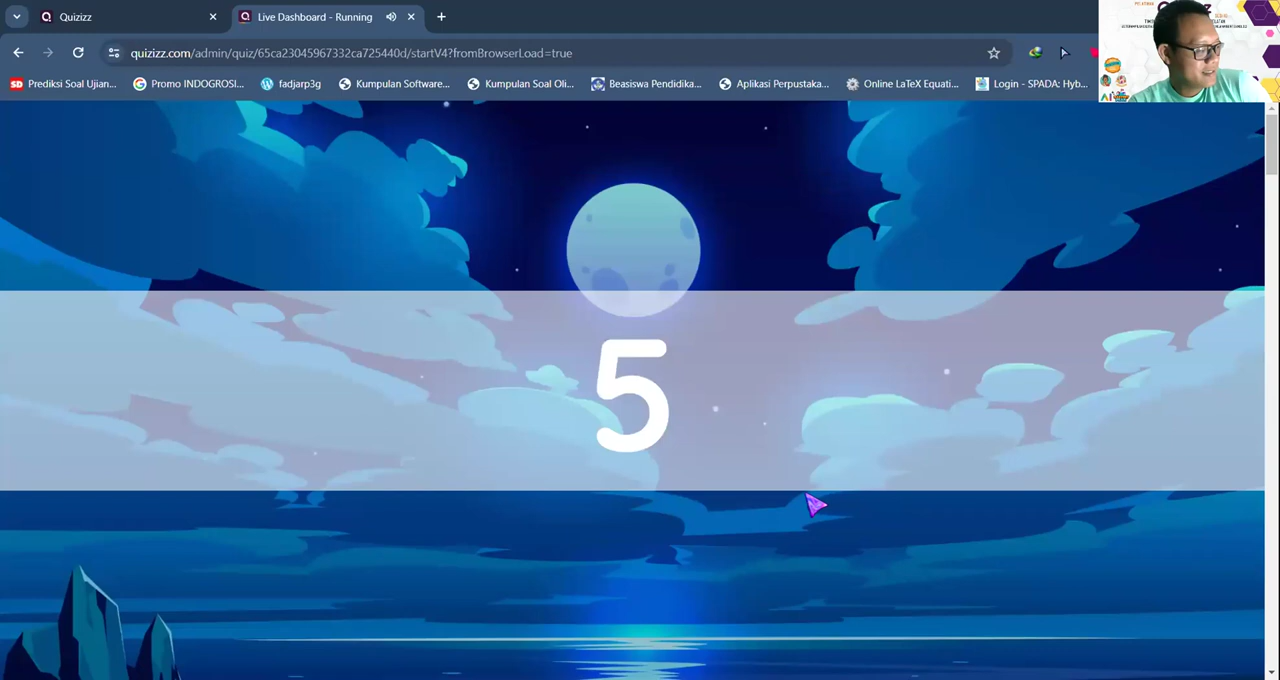 Quizizz
Live Dashboard - Running
quizizz.com/admin/quiz/65ca23045967332ca725440d/startV4?fromBrowserLoad=true
Prediksi Soal Ujian...
Promo INDOGROSI...
fadjarp3g
Kumpulan Software...
Kumpulan Soal Oli...
Beasiswa Pendidika...
Aplikasi Perpustaka...
Online LaTeX Equati...
Login - SPADA: Hyb...
5